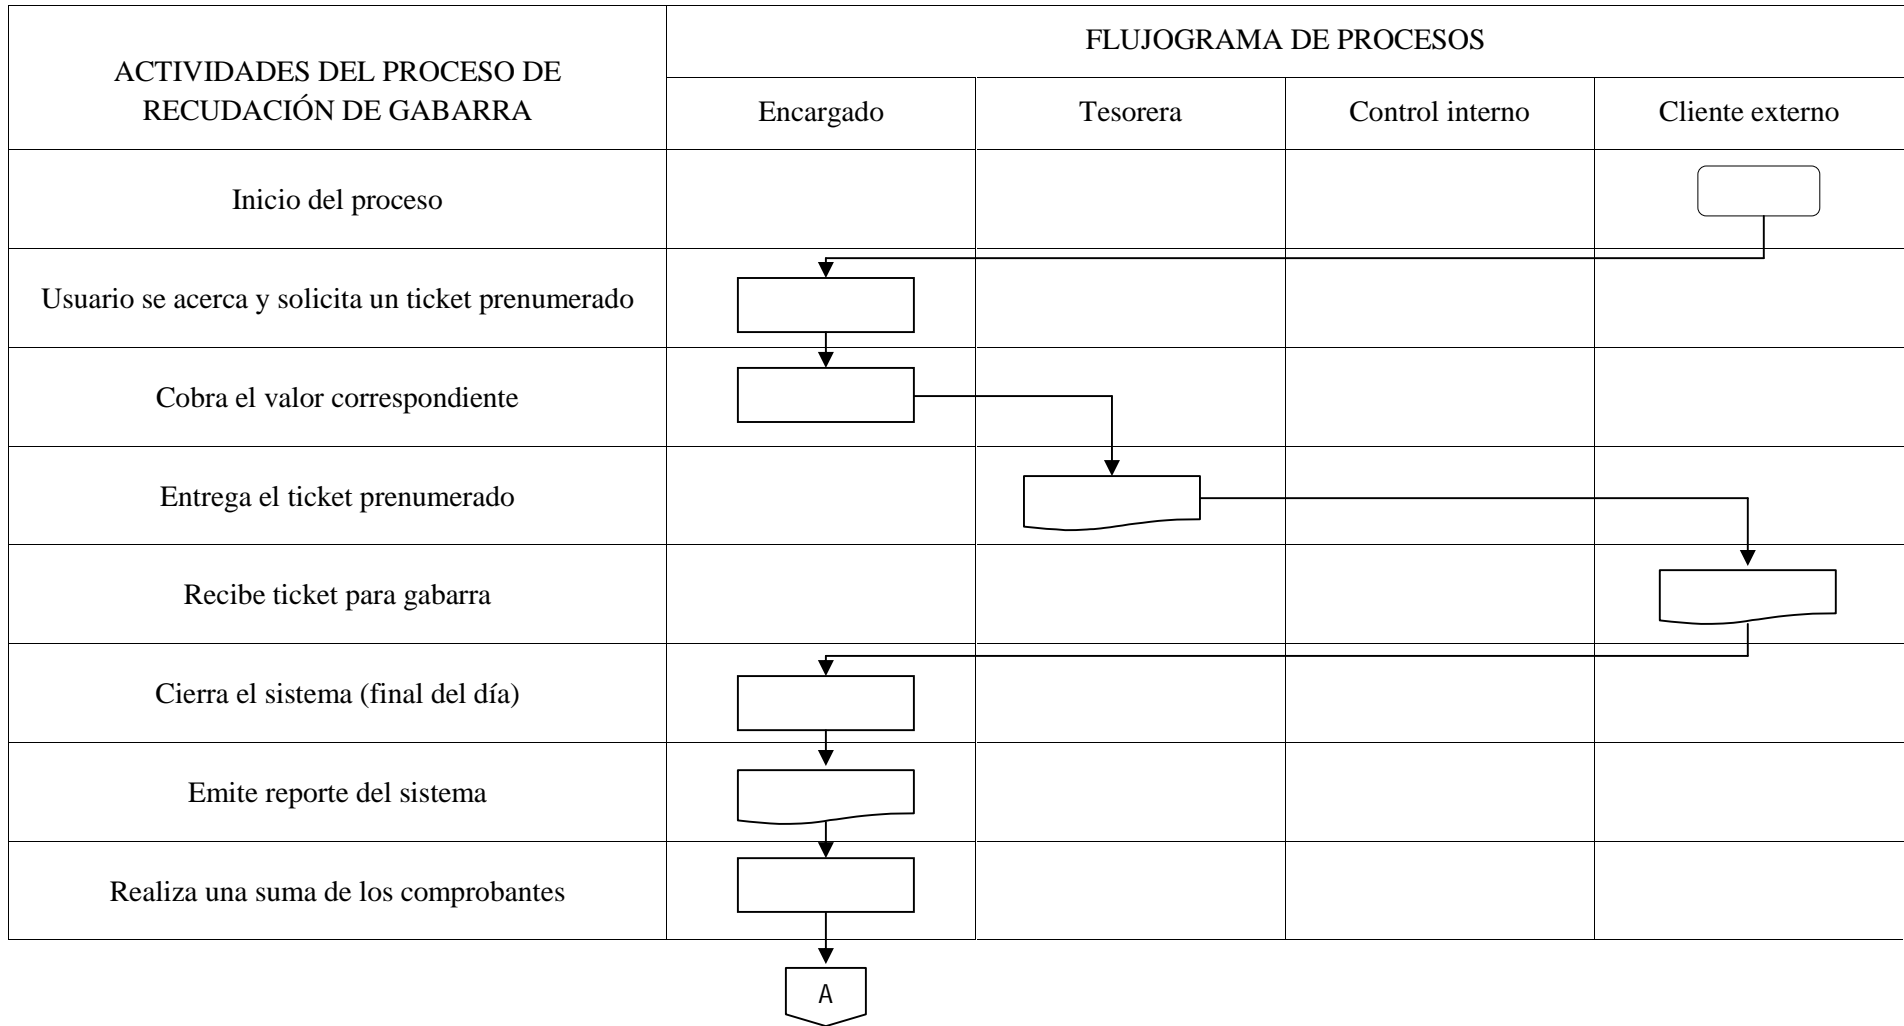 ACTIVIDADES DEL PROCESO DE
RECUDACIÓN DE GABARRA
FLUJOGRAMA DE PROCESOS
Encargado
Tesorera
Control interno
Cliente externo
Inicio del proceso
Usuario se acerca y solicita un ticket prenumerado
Cobra el valor correspondiente
Entrega el ticket prenumerado
Recibe ticket para gabarra
Cierra el sistema (final del día)
Emite reporte del sistema
Realiza una suma de los comprobantes
A